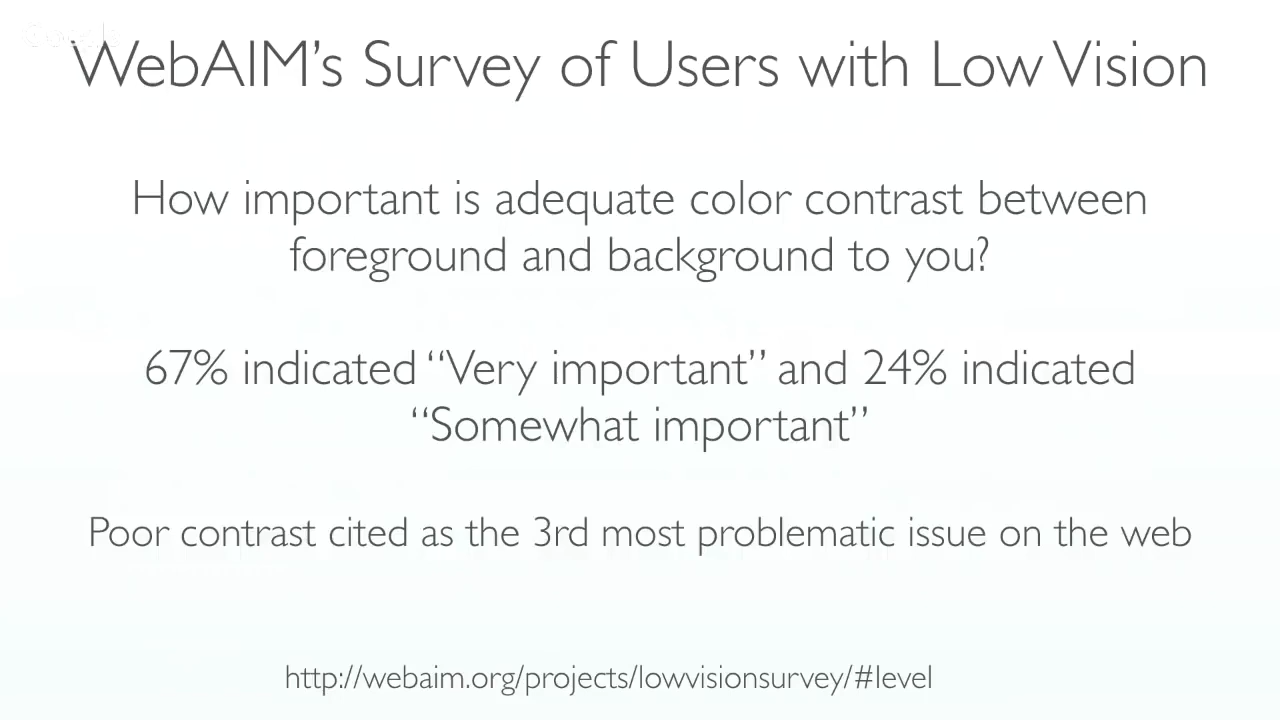 Google
WebAIM’s Survey of Users with Low Vision
How important is adequate color contrast between
foreground and background to you?
67% indicated “Very important” and 24% indicated
“Somewhat important”
Poor contrast cited as the 3rd most problematic issue on the web
http://webaim.org/projects/lowvisionsurvey/#level